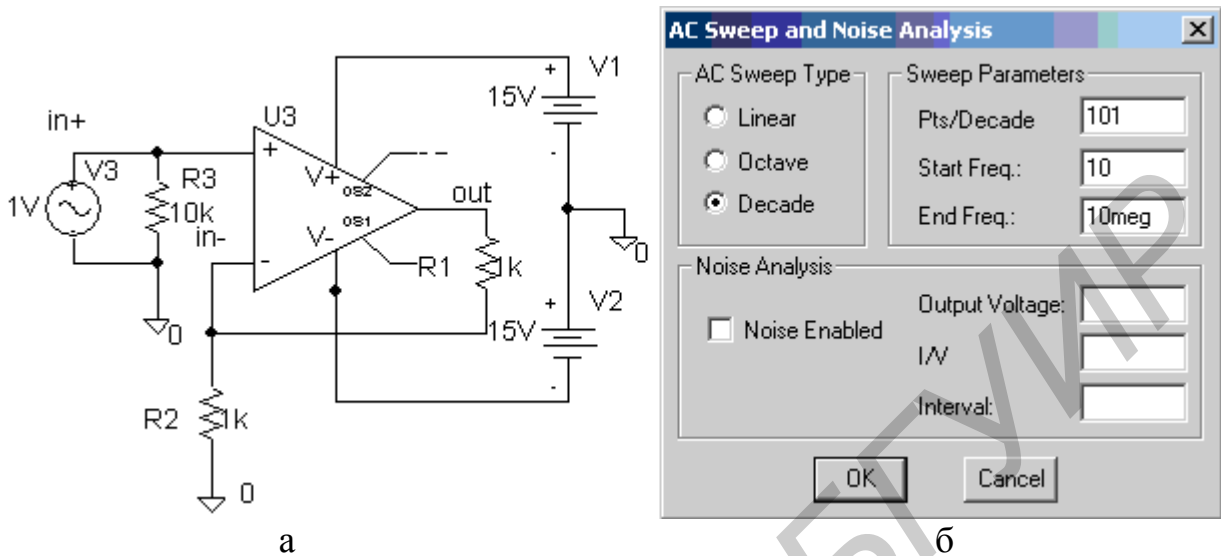 in+
V3
1V
+
R3
10k
in-
U3
+
-
V+
OS2
OS1
V-
out
R1
1k
R2
1k
0
0
0
+
V1
15V
-
+
V2
15V
-
а
AC Sweep and Noise Analysis
AC Sweep Type
Linear
Octave
Decade
Sweep Parameters
Pts/Decade 101
Start Freq.: 10
End Freq.: 10meg
Noise Analysis
Noise Enabled
Output Voltage:
I/V
Interval:
OK
Cancel
б
БГУИР